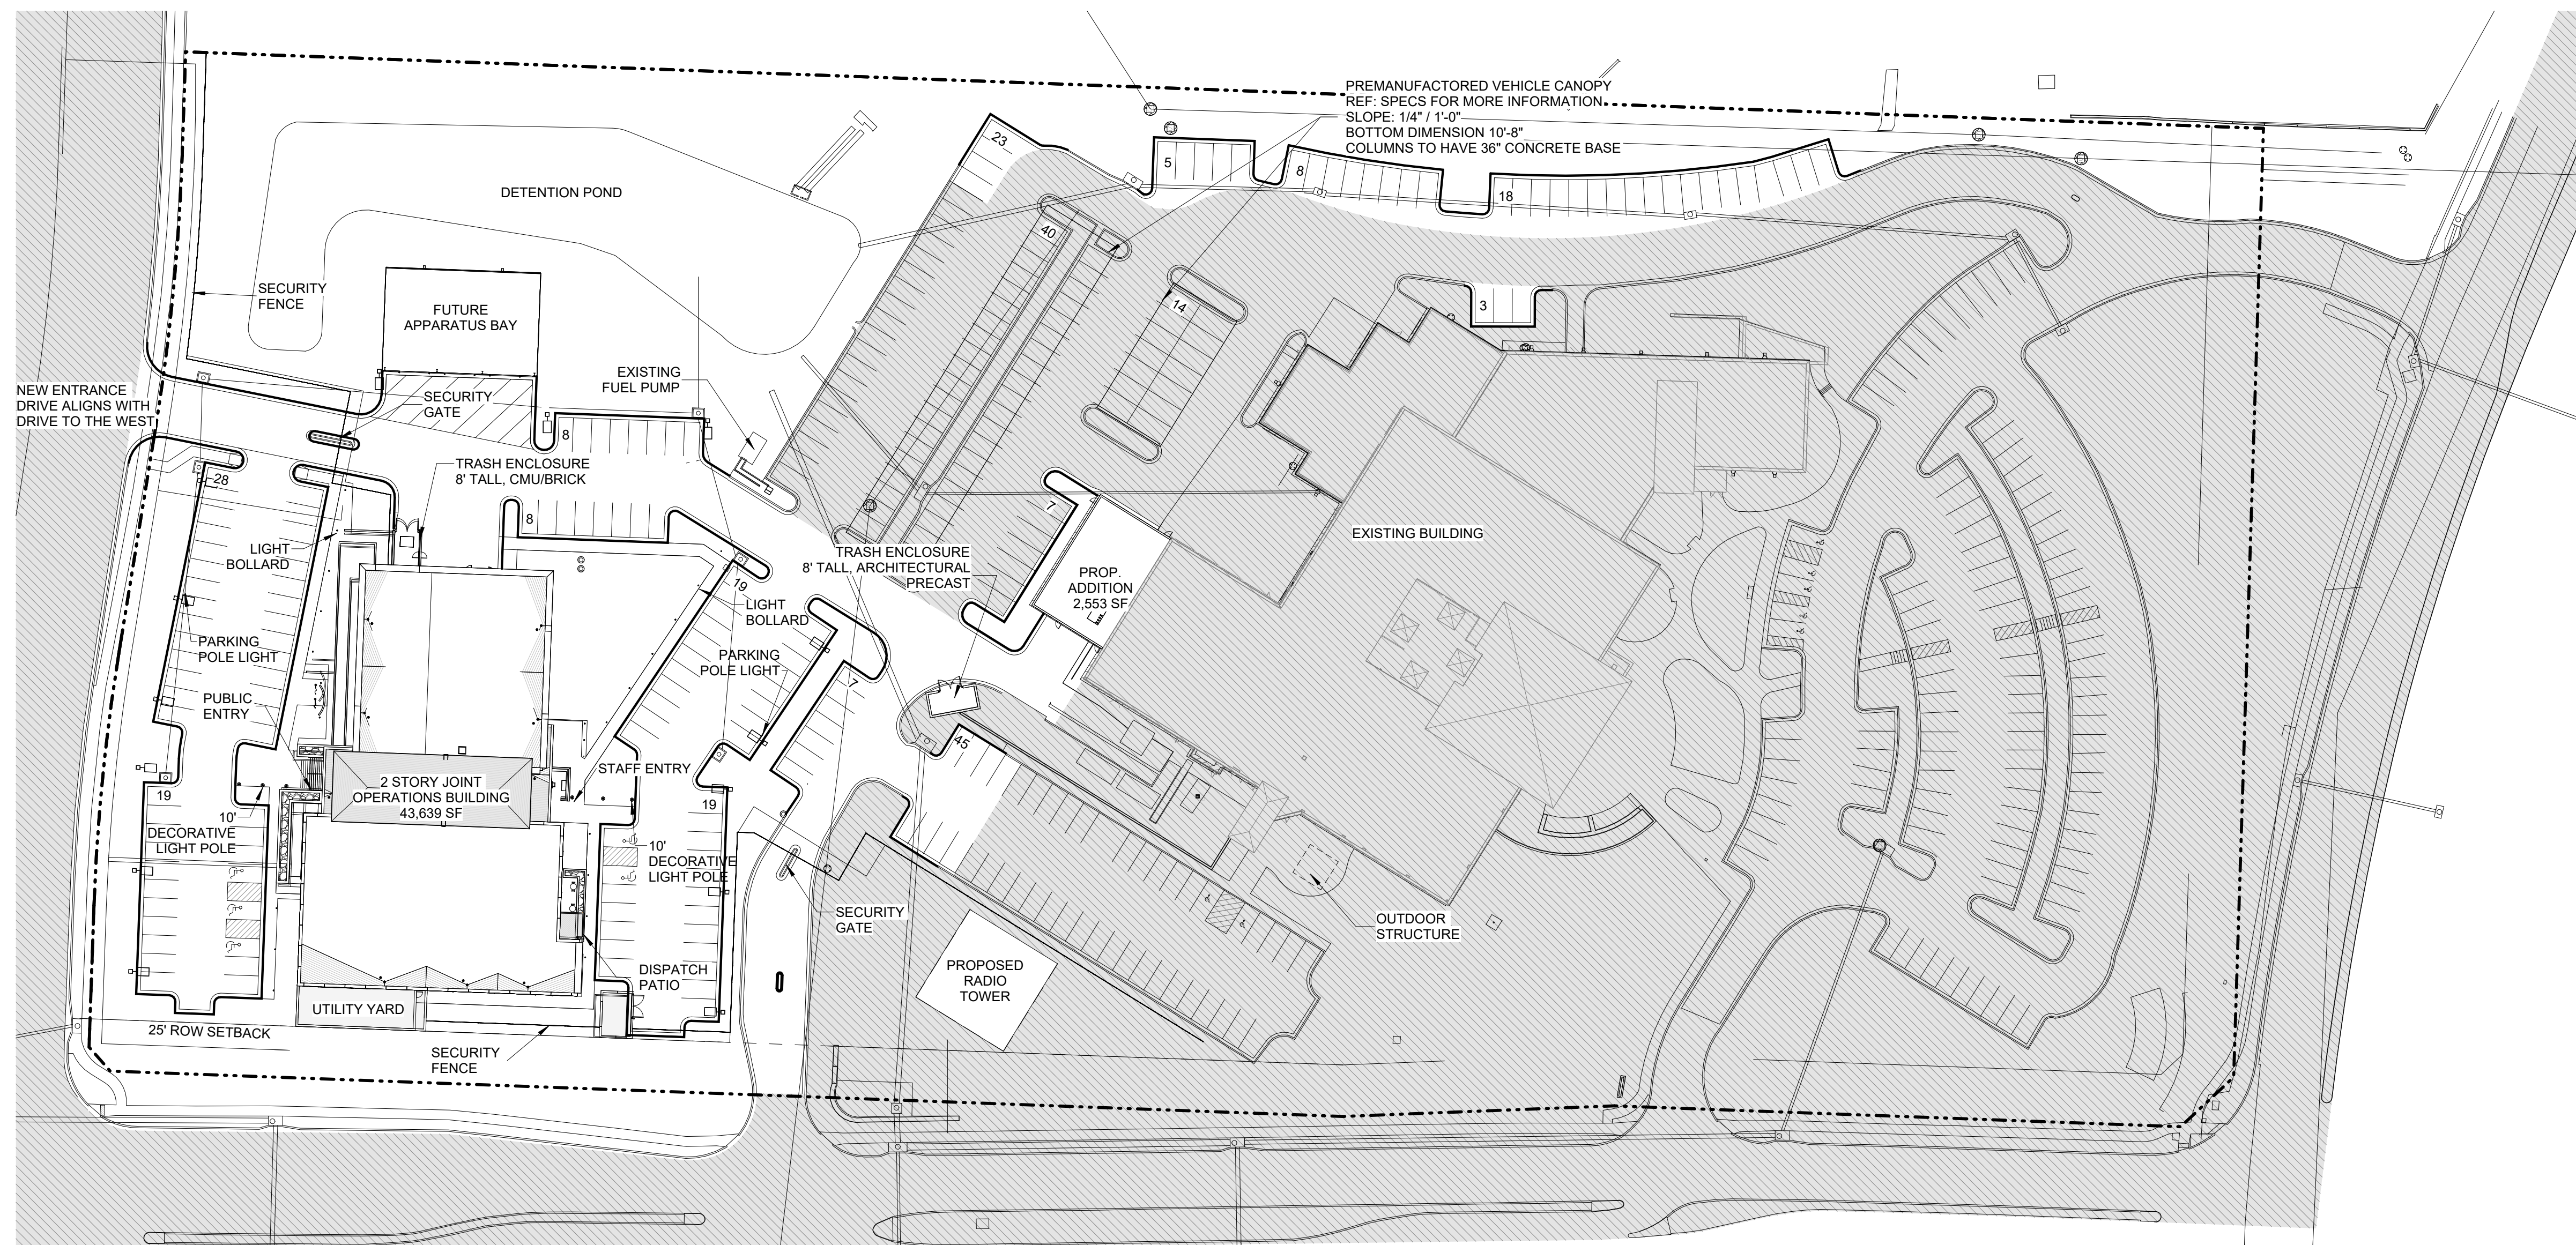 PREMANUFACTORED VEHICLE CANOPY
REF: SPECS FOR MORE INFORMATION
SLOPE: 1/4" / 1'-0"
BOTTOM DIMENSION 10'-8"
COLUMNS TO HAVE 36" CONCRETE BASE
23
5
8
18
DETENTION POND
40
SECURITY
FENCE
14
3
FUTURE
APPARATUS BAY
EXISTING
FUEL PUMP
NEW ENTRANCE
DRIVE ALIGNS WITH
DRIVE TO THE WEST
SECURITY
GATE
8
TRASH ENCLOSURE
8' TALL, CMU/BRICK
28
8
7
EXISTING BUILDING
LIGHT
BOLLARD
TRASH ENCLOSURE
8' TALL, ARCHITECTURAL
PRECAST
PROP.
ADDITION
2,553 SF
19
LIGHT
BOLLARD
PARKING
POLE LIGHT
PARKING
POLE LIGHT
7
PUBLIC
ENTRY
45
STAFF ENTRY
2 STORY JOINT
OPERATIONS BUILDING
43,639 SF
19
19
10'
DECORATIVE
LIGHT POLE
10'
DECORATIVE
LIGHT POLE
SECURITY
GATE
OUTDOOR
STRUCTURE
DISPATCH
PATIO
PROPOSED
RADIO
TOWER
UTILITY YARD
25' ROW SETBACK
SECURITY
FENCE